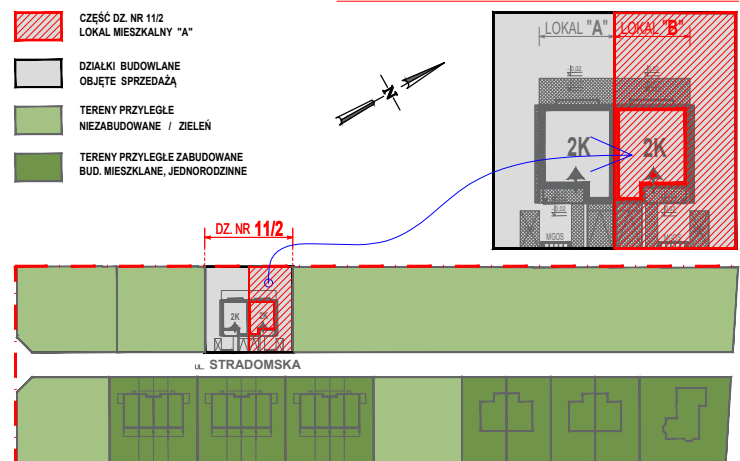 CZĘŚĆ DZ. NR 11/2
LOKAL MIESZKALNY "A"
DZIAŁKI BUDOWLANE
OBJĘTE SPRZEDAŻĄ
TERENY PRZYLEGŁE
NIEZABUDOWANE / ZIELEŃ
TERENY PRZYLEGŁE ZABUDOWANE
BUD. MIESZKLANE, JEDNORODZINNE
N
LOKAL "A" LOKAL "B"
2K 2K
MGOS MGOS
DZ. NR 11/2
2K 2K
UL. STRADOMSKA